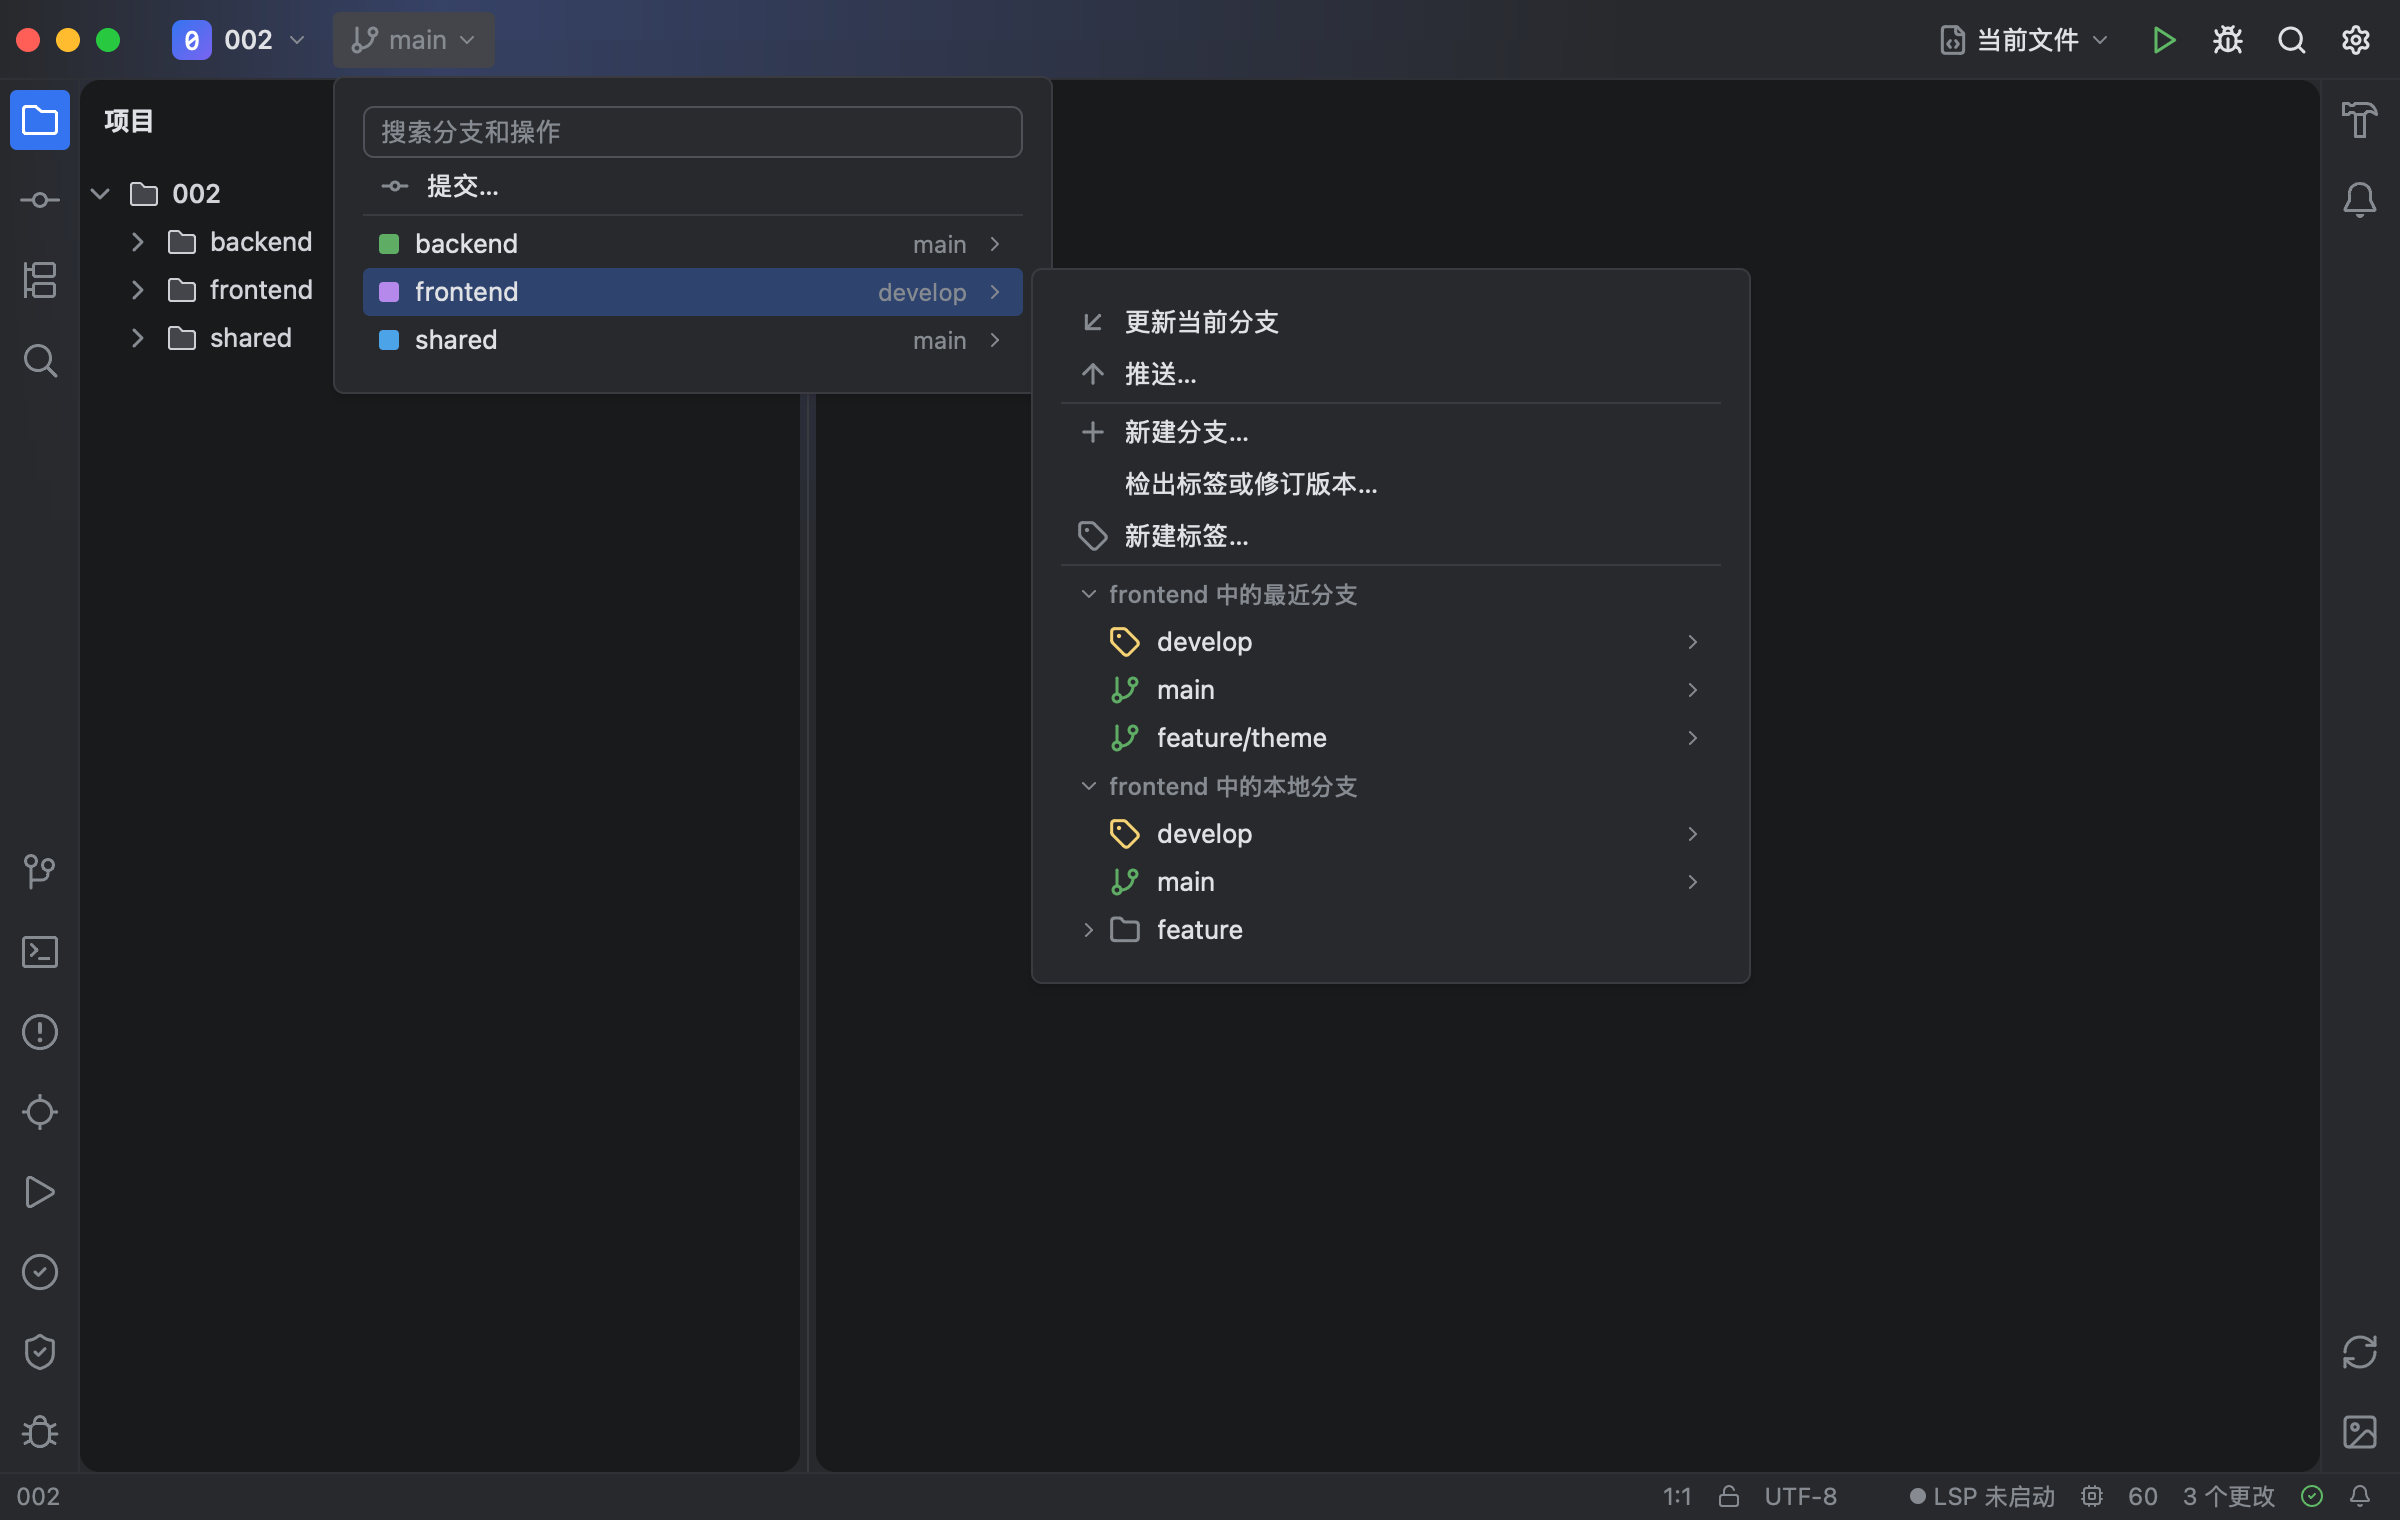 0 002 main 当前文件
项目
002
backend
frontend
shared
搜索分支和操作
提交...
backend main
frontend develop
shared main
更新当前分支
推送...
新建分支...
检出标签或修订版本...
新建标签...
frontend 中的最近分支
develop
main
feature/theme
frontend 中的本地分支
develop
main
feature
002 1:1 UTF-8 LSP 未启动 60 3 个更改